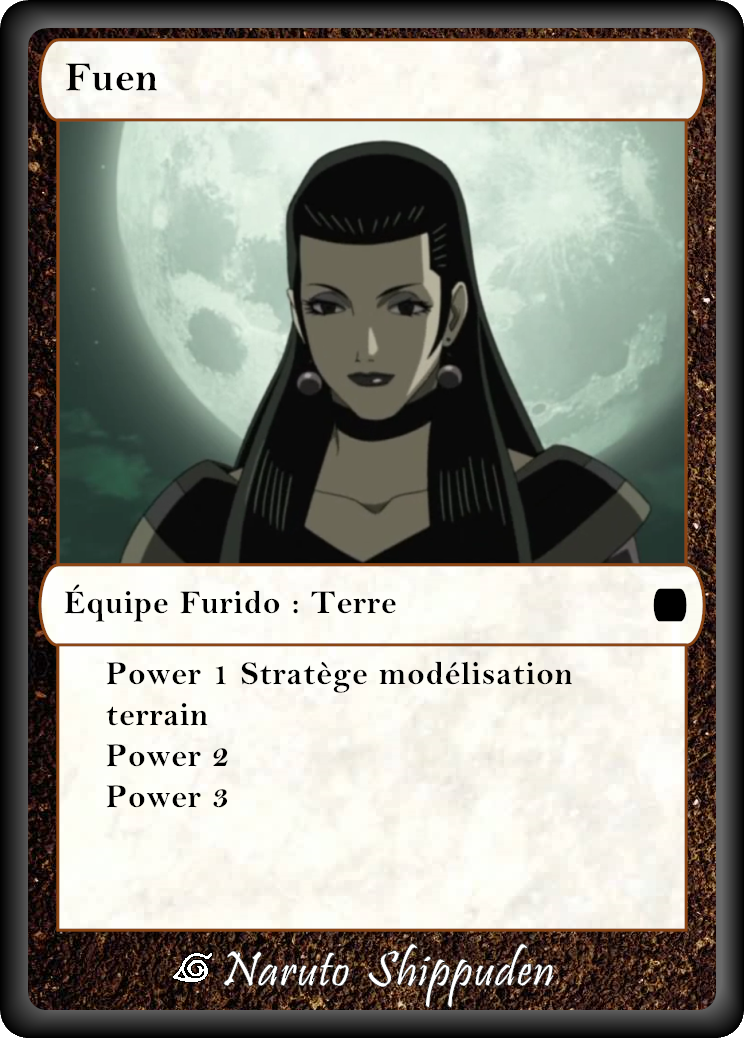 Fuen
Équipe Furido : Terre
Power 1 Stratège modélisation
terrain
Power 2
Power 3
Naruto Shippuden